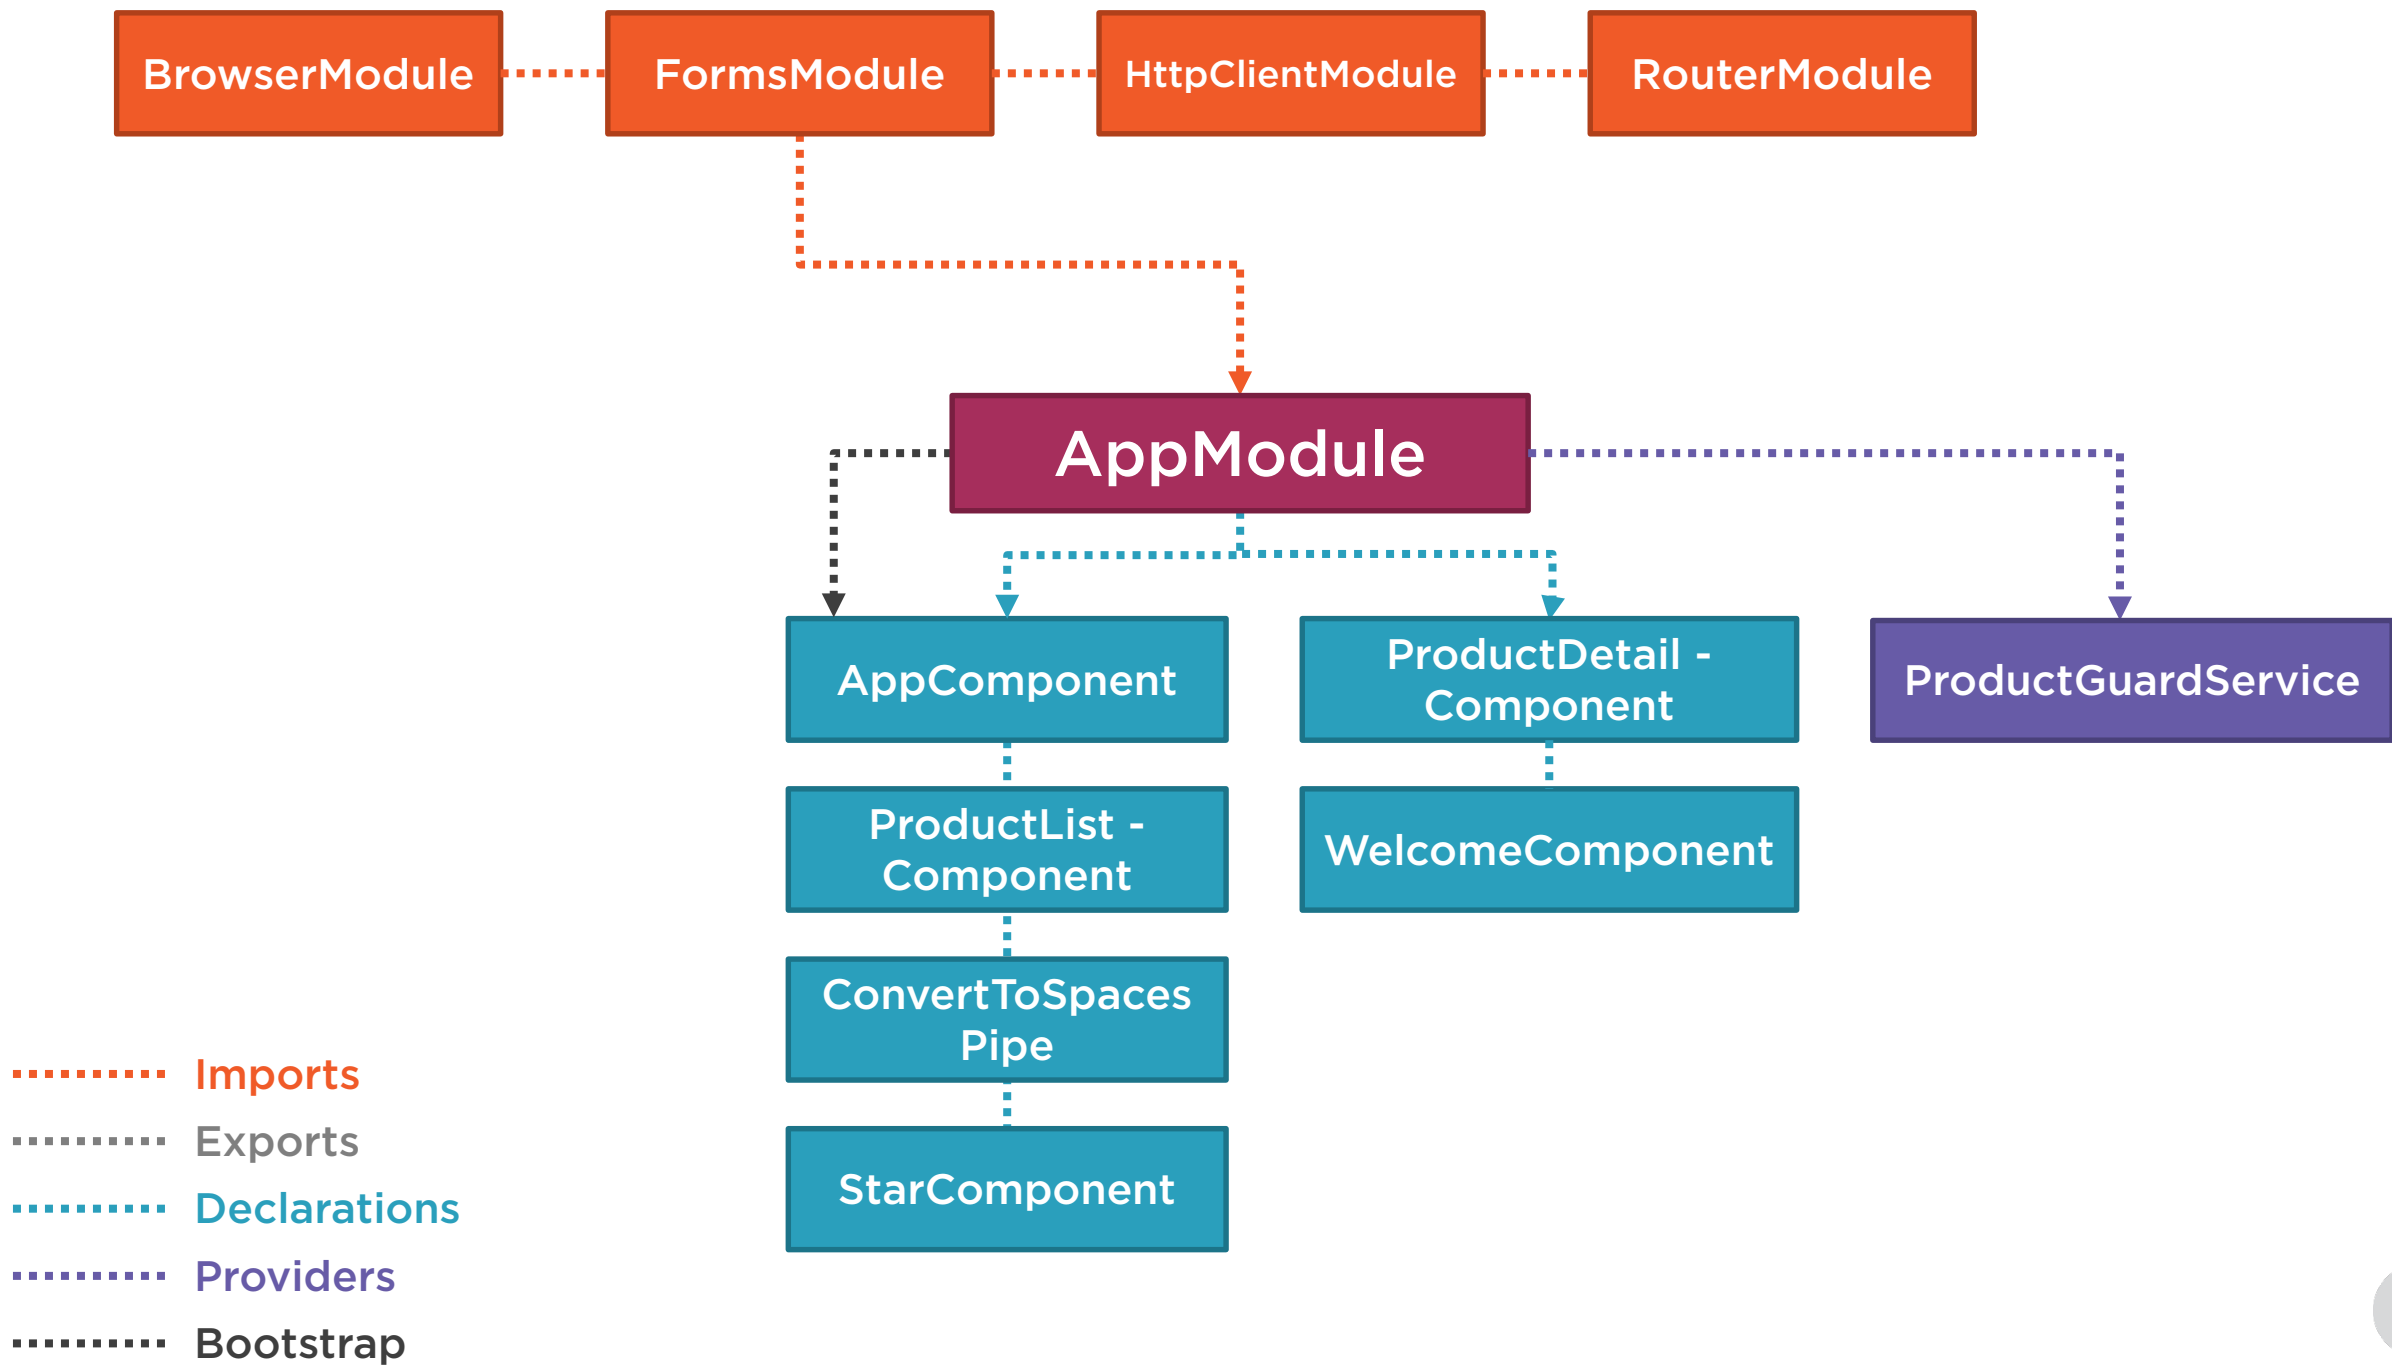 BrowserModule
FormsModule
HttpClientModule
RouterModule
AppModule
AppComponent
ProductDetail -
Component
ProductGuardService
ProductList -
Component
WelcomeComponent
ConvertToSpaces
Pipe
StarComponent
Imports
Exports
Declarations
Providers
Bootstrap